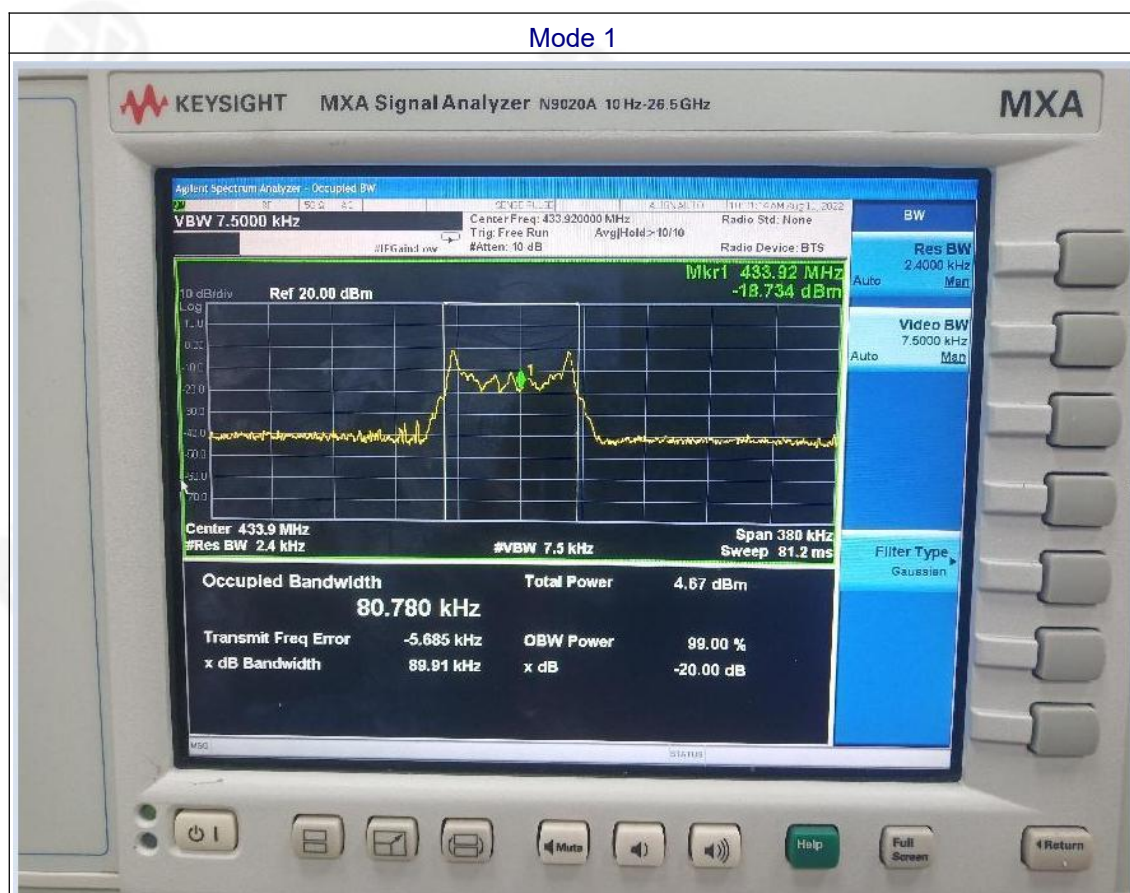 Mode 1
KEYSIGHT MXA Signal Analyzer N9020A 10 Hz-26.5 GHz MXA
Agilent Spectrum Analyzer - Occupied BW
RF 50 Ω AC
VBW 7.5000 kHz
Center Freq: 433.920000 MHz
Radio Std: None
Trig: Free Run
Avg|Hold>10/10
#Atten: 10 dB
Radio Device: BTS
Mkr1 433.92 MHz
-18.734 dBm
10 dB/div Ref 20.00 dBm
Log
1
Center 433.9 MHz
Span 380 kHz
#Res BW 2.4 kHz
#VBW 7.5 kHz
Sweep 81.2 ms
Occupied Bandwidth
Total Power 4.67 dBm
80.780 kHz
Transmit Freq Error -5.685 kHz
OBW Power 99.00 %
x dB Bandwidth 89.91 kHz
x dB -20.00 dB
MSG
STATUS
BW
Res BW
2.4000 kHz
Auto Man
Video BW
7.5000 kHz
Auto Man
Filter Type
Gaussian
Mute
Help
Full
Screen
Return